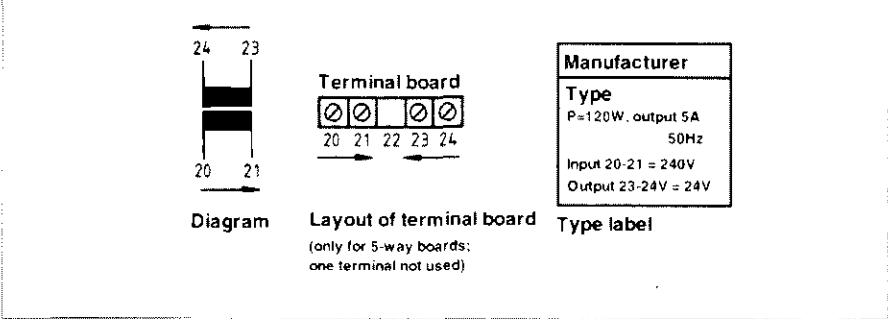 24 23
20 21
Diagram
Terminal board
20 21 22 23 24
Layout of terminal board
(only for 5-way boards;
one terminal not used)
Manufacturer
Type
P=120W, output 5A
50Hz
Input 20-21 = 240V
Output 23-24V = 24V
Type label